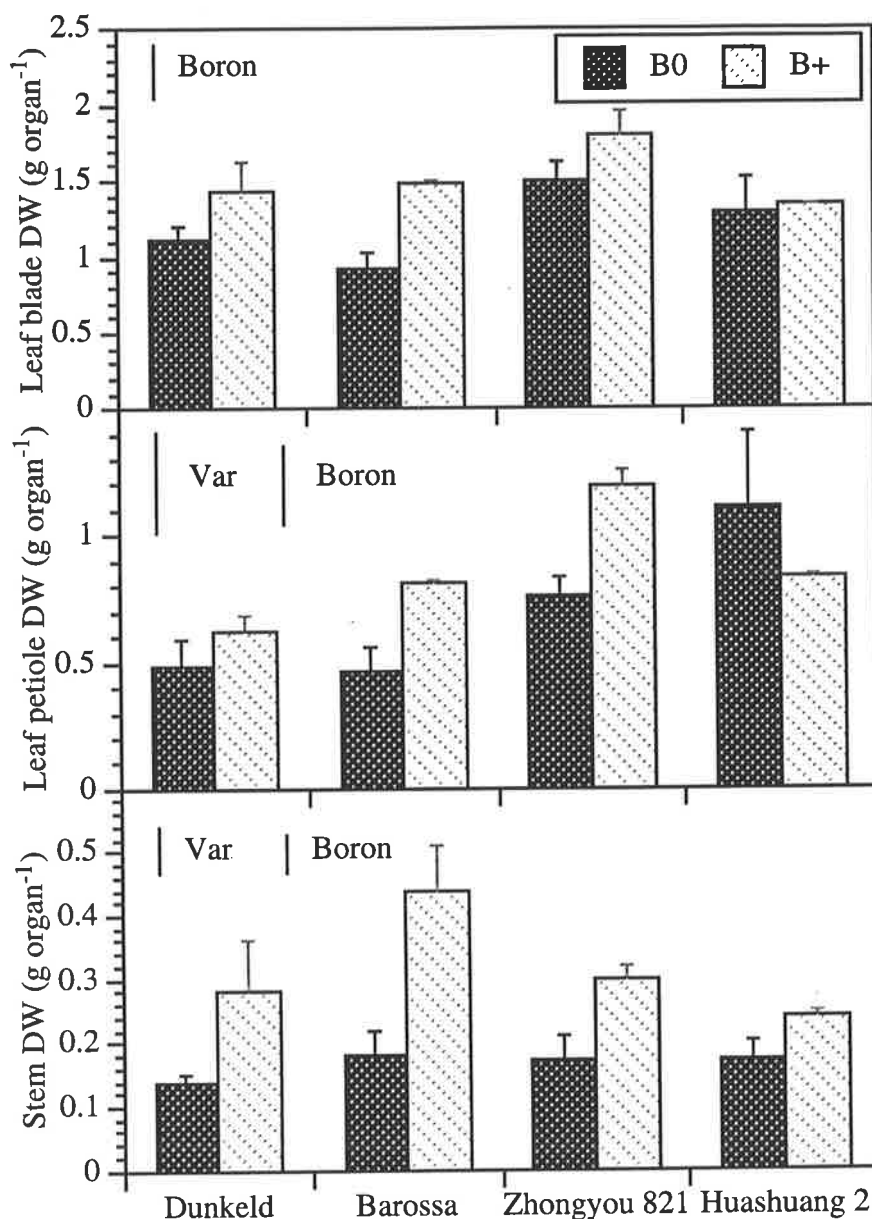 2.5
Boron
B0
B+
2
1.5
1
0.5
0
Leaf blade DW (g organ⁻¹)
Var
Boron
1
0.5
0
Leaf petiole DW (g organ⁻¹)
Var
Boron
0.5
0.4
0.3
0.2
0.1
0
Stem DW (g organ⁻¹)
Dunkeld
Barossa
Zhongyou 821
Huashuang 2